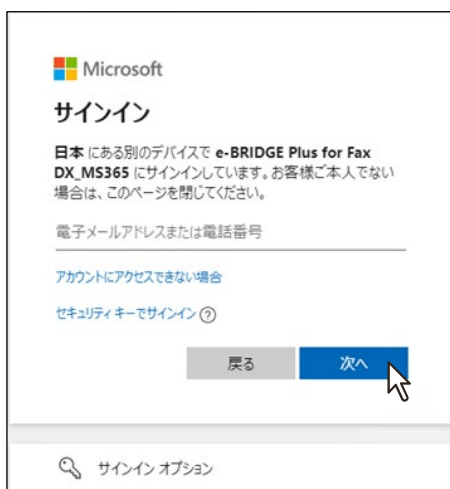 Microsoft
サインイン
日本 にある別のデバイスで e-BRIDGE Plus for Fax
DX_MS365 にサインインしています。お客様ご本人でない
場合は、このページを閉じてください。
電子メールアドレスまたは電話番号
アカウントにアクセスできない場合
セキュリティ キーでサインイン ?
戻る 次へ
サインイン オプション